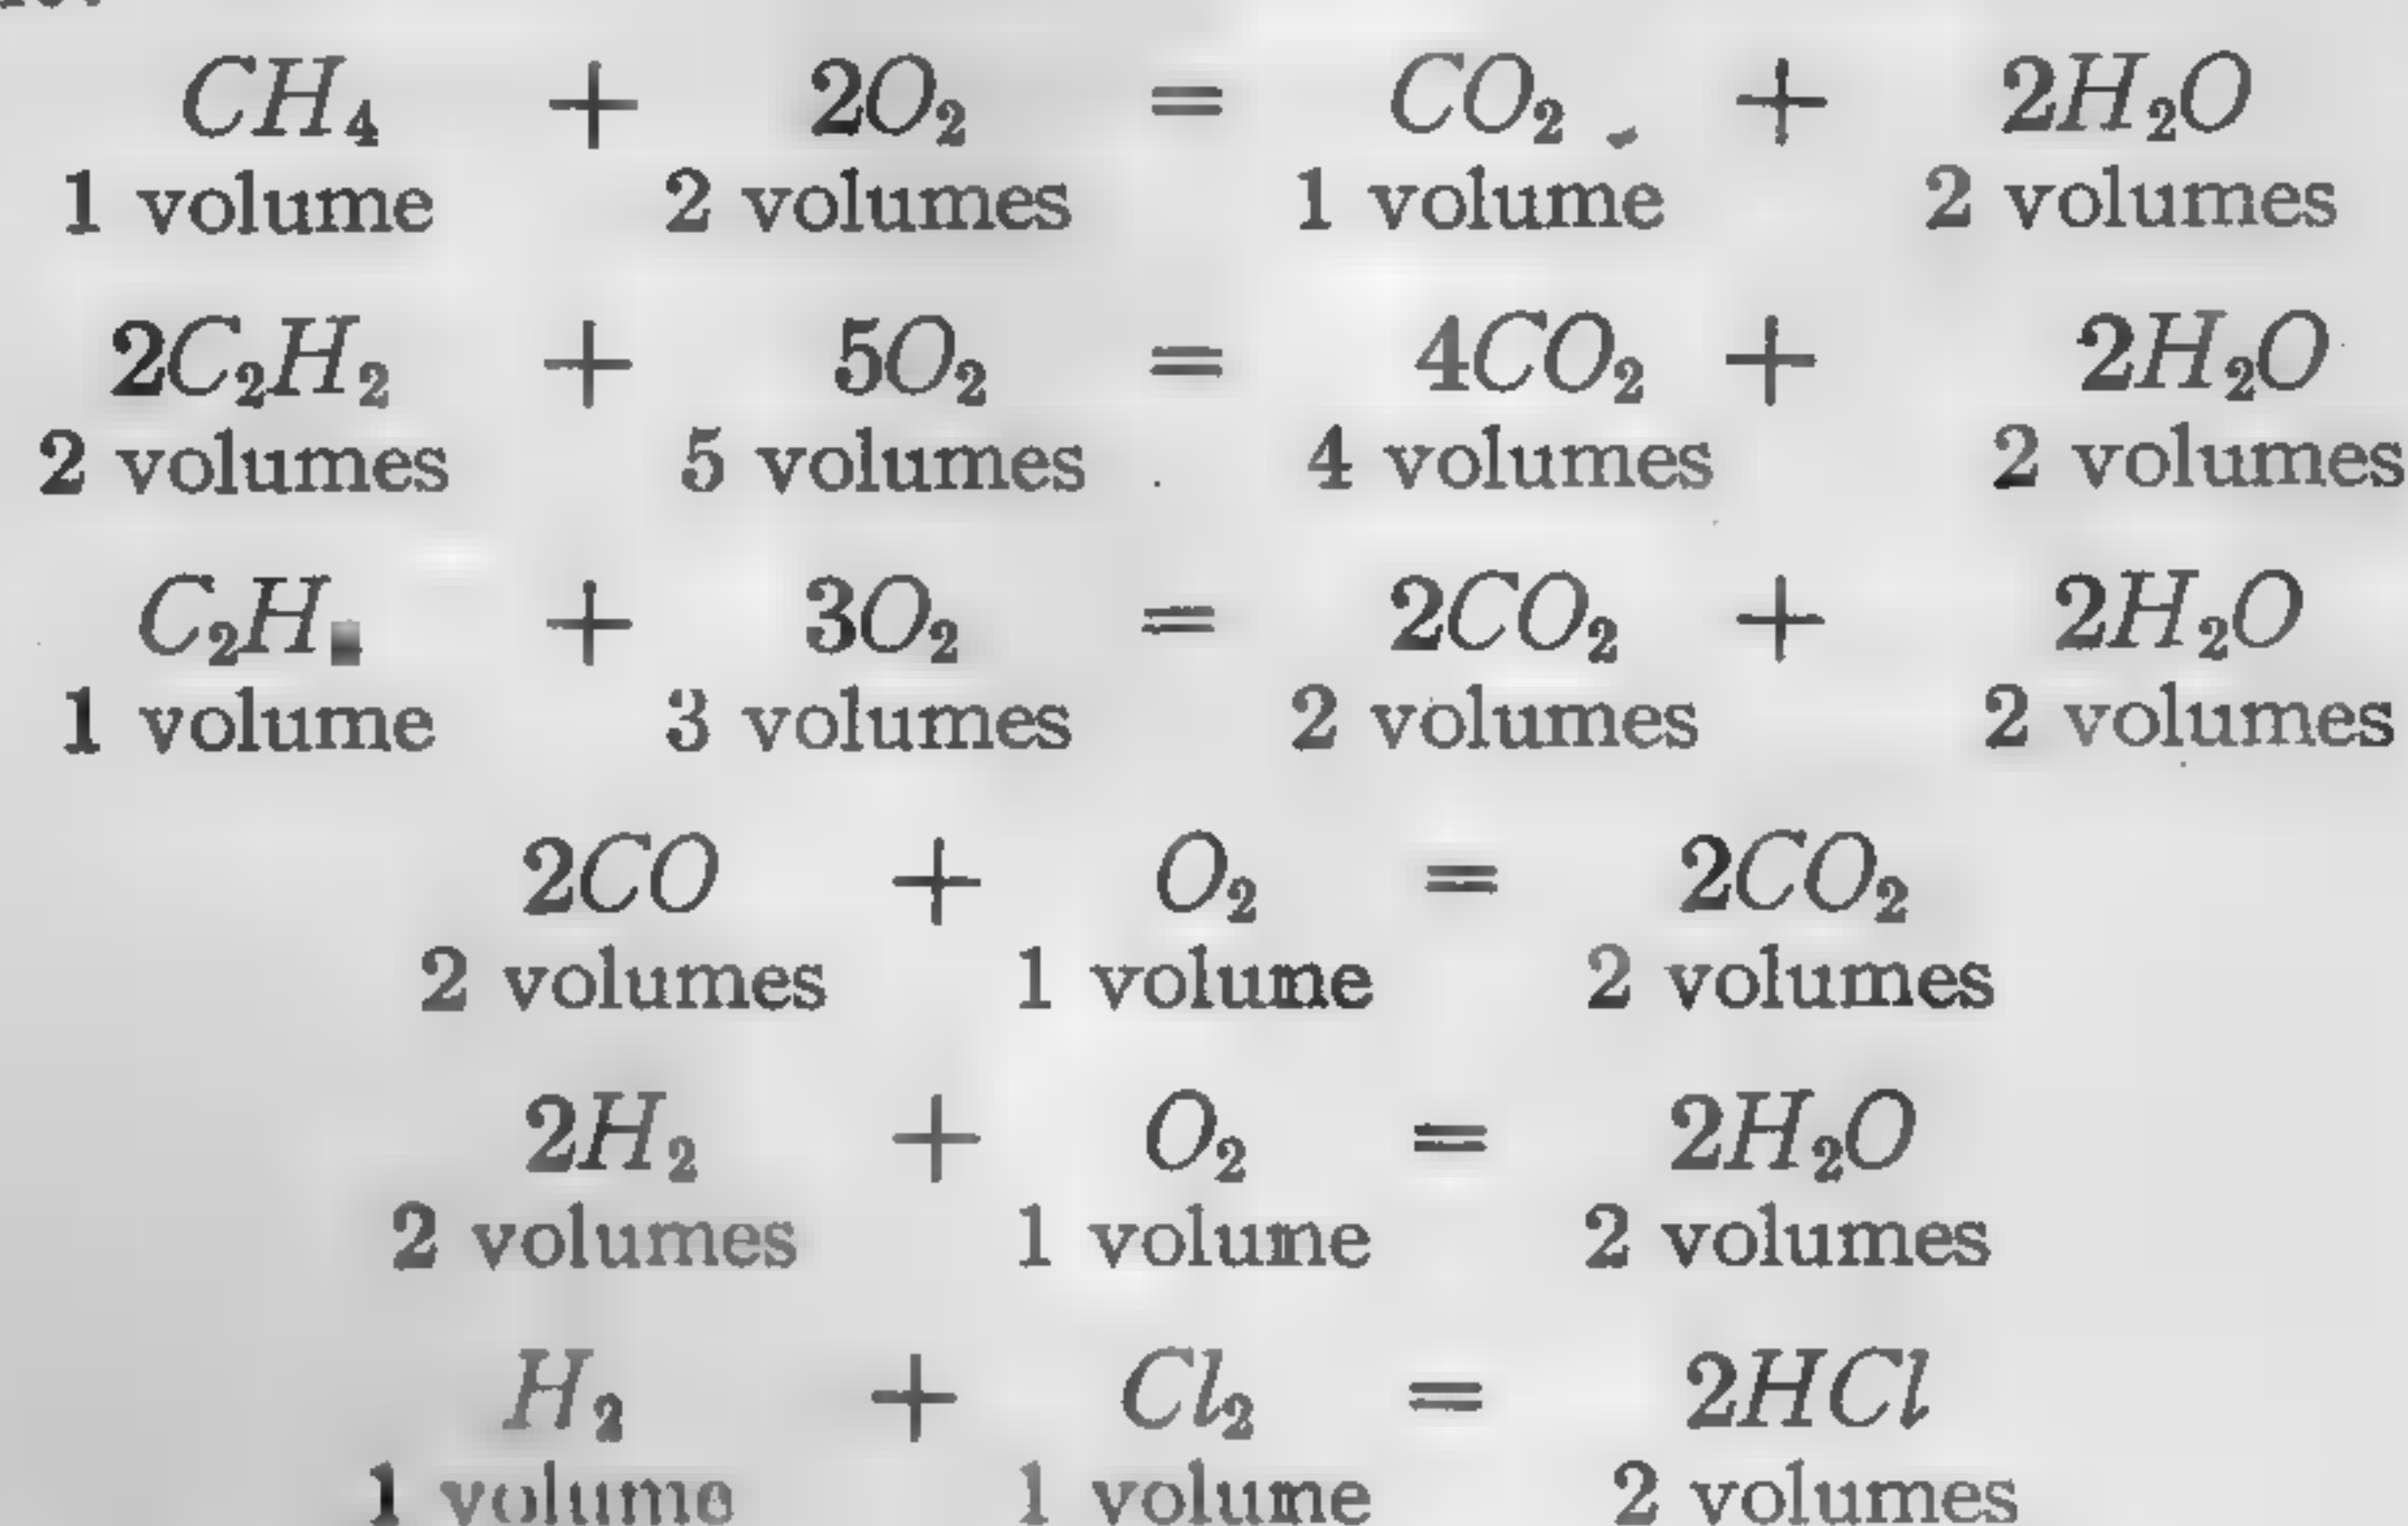 CH₄ + 2O₂ = CO₂ + 2H₂O
1 volume 2 volumes 1 volume 2 volumes
2C₂H₂ + 5O₂ = 4CO₂ + 2H₂O
2 volumes 5 volumes 4 volumes 2 volumes
+ 3O₂ = 2CO₂ + 2H₂O
1 volume 3 volumes 2 volumes 2 volumes
2CO + O₂ = 2CO₂
2 volumes 1 volume 2 volumes
2H₂ + O₂ = 2H₂O
2 volumes 1 volume 2 volumes
H₂ + Cl₂ = 2HCl
1 volume 1 volume 2 volumes